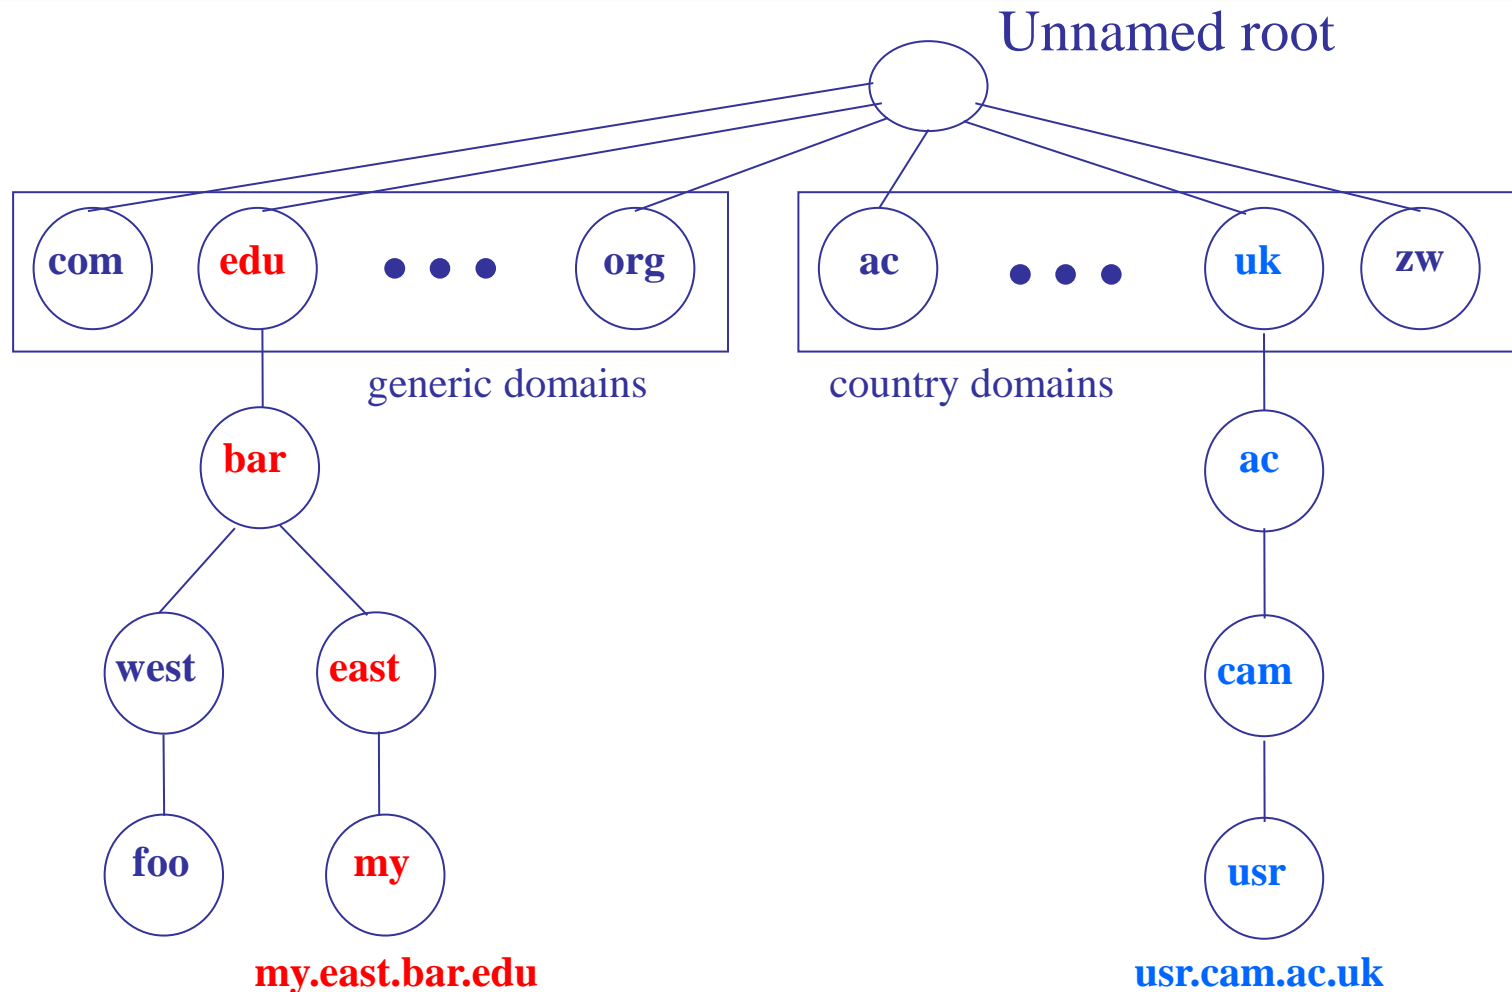 Unnamed root
com edu ● ● ● org ac ● ● ● uk zw
generic domains country domains
bar ac
west east cam
foo my usr
my.east.bar.edu usr.cam.ac.uk